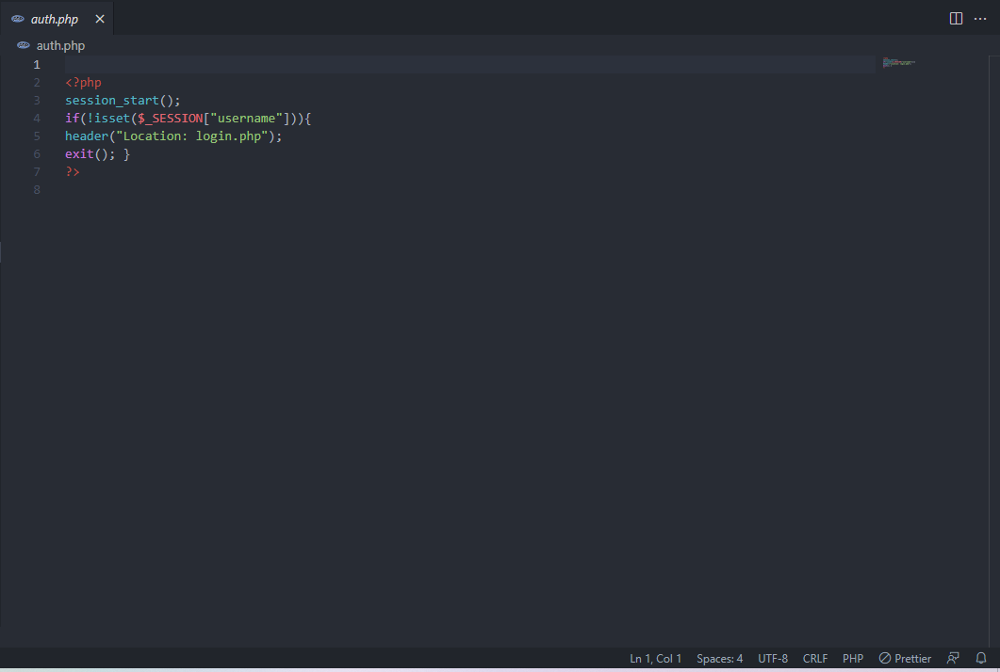 auth.php
auth.php
1
2 <?php
3 session_start();
4 if(!isset($_SESSION["username"])){
5 header("Location: login.php");
6 exit(); }
7 ?>
8
Ln 1, Col 1 Spaces: 4 UTF-8 CRLF PHP Prettier